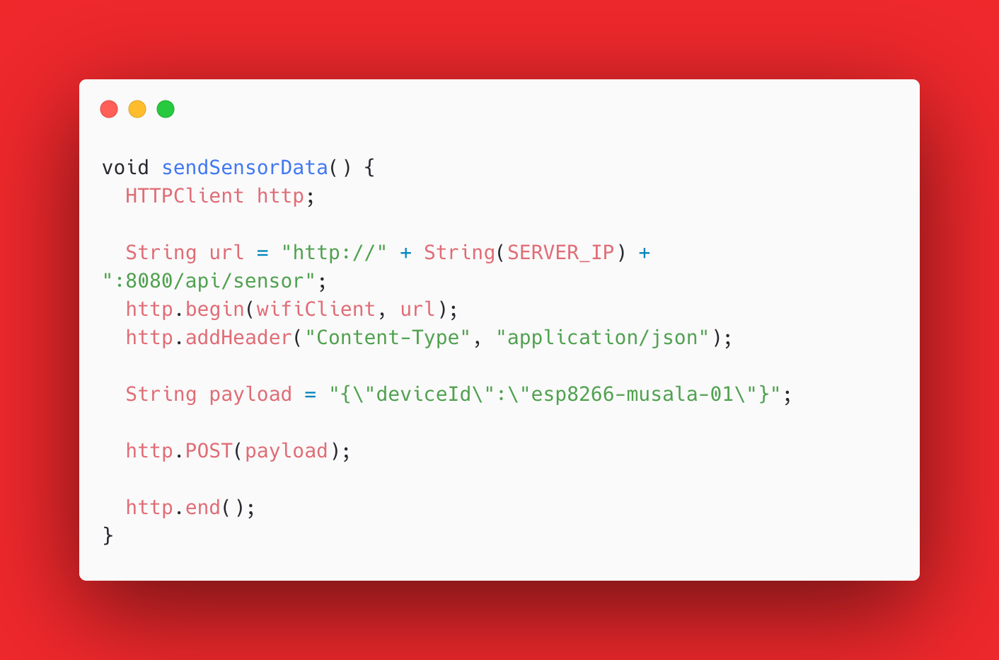 void sendSensorData() {
  HTTPClient http;

  String url = "http://" + String(SERVER_IP) +
":8080/api/sensor";
  http.begin(wifiClient, url);
  http.addHeader("Content-Type", "application/json");

  String payload = "{\"deviceId\":\"esp8266-musala-01\"}";

  http.POST(payload);

  http.end();
}